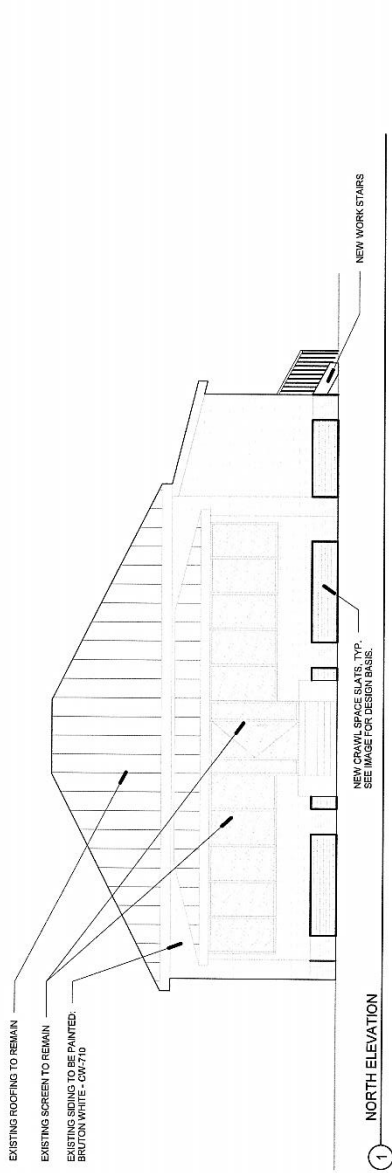 EXISTING ROOFING TO REMAIN
EXISTING SCREEN TO REMAIN
EXISTING SIDING TO BE PAINTED:
BRUTON WHITE - CW-710
NEW CRAWL SPACE SLATS, TYP.
SEE IMAGE FOR DESIGN BASIS.
NEW WORK STAIRS
1
NORTH ELEVATION